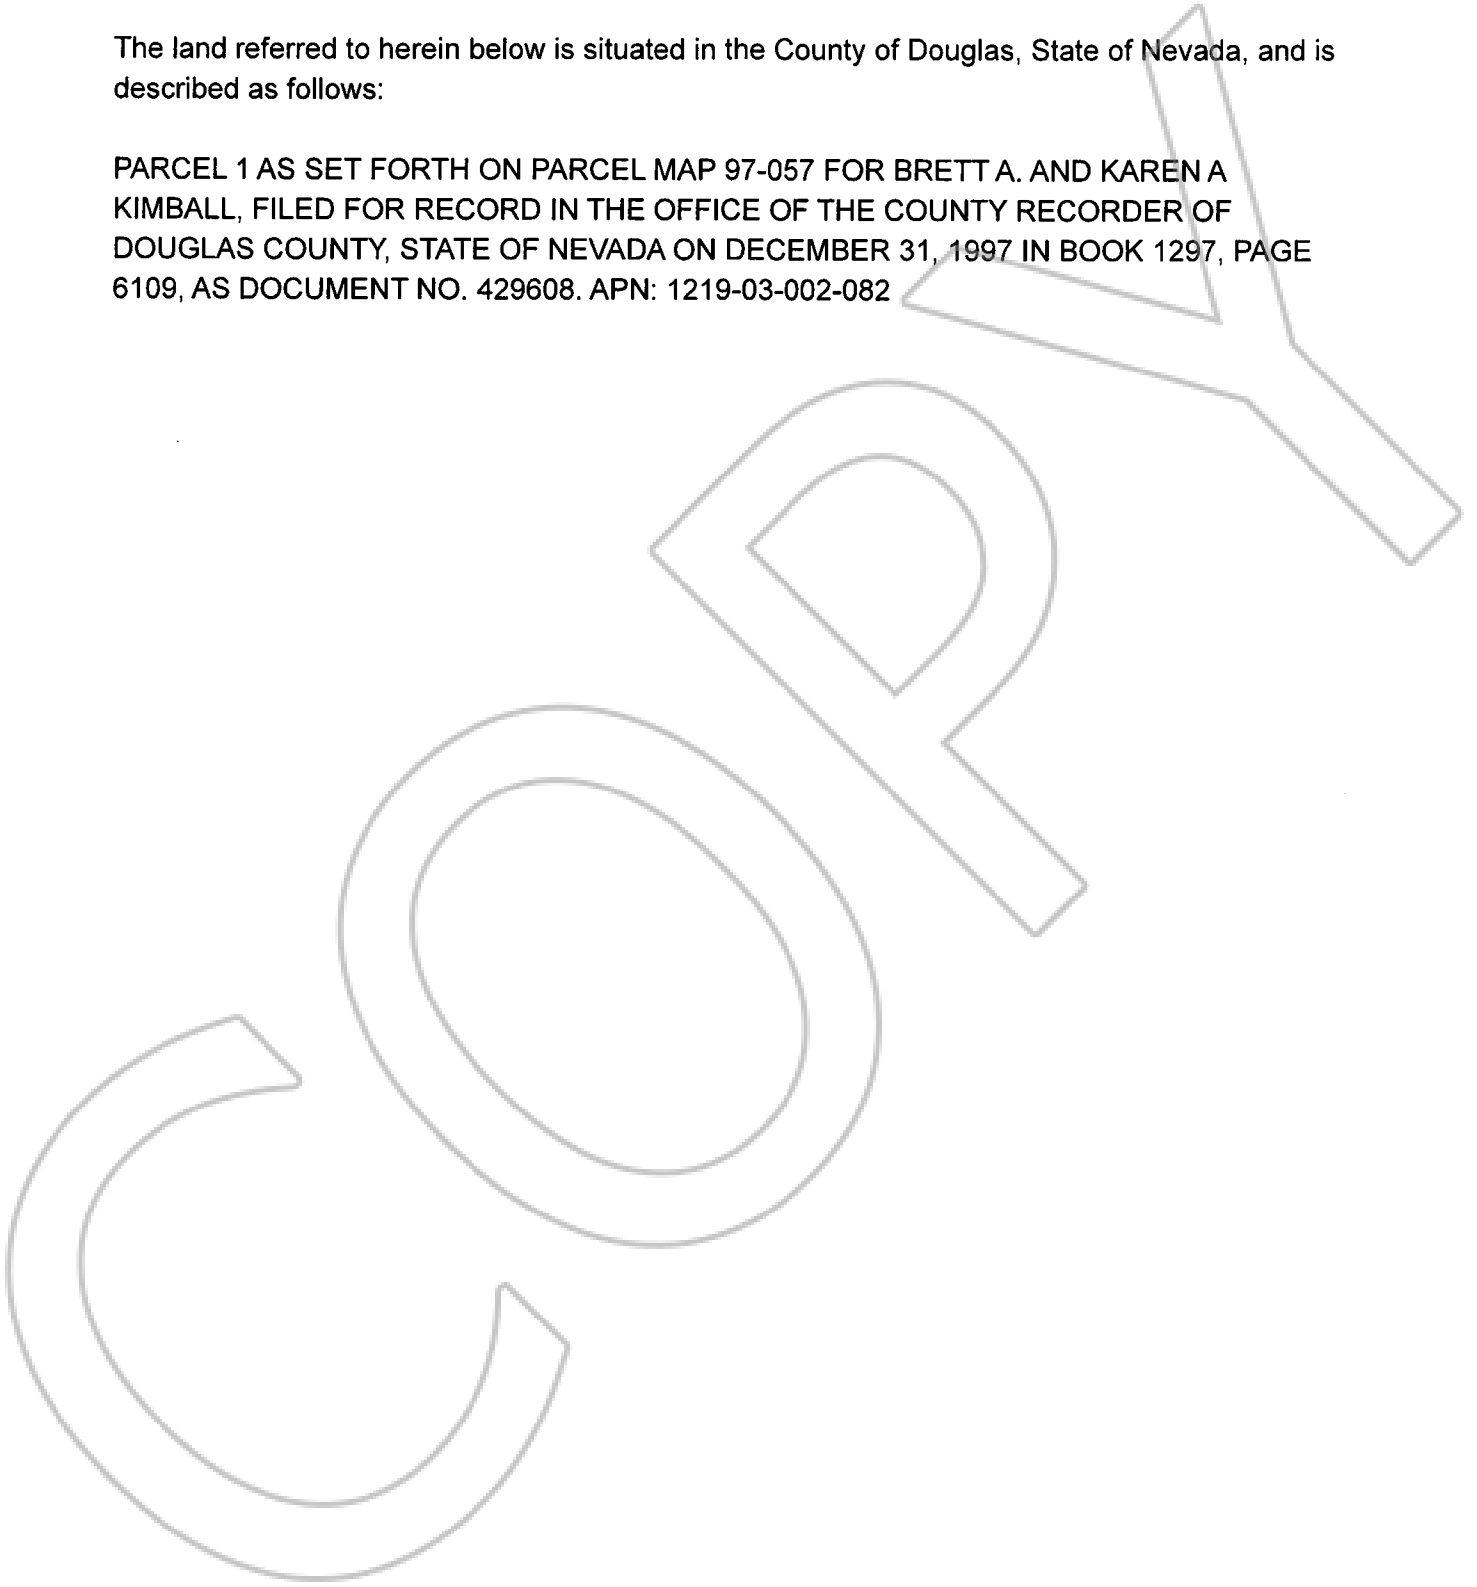 The land referred to herein below is situated in the County of Douglas, State of Nevada, and is
described as follows:
PARCEL 1 AS SET FORTH ON PARCEL MAP 97-057 FOR BRETT A. AND KAREN A
KIMBALL, FILED FOR RECORD IN THE OFFICE OF THE COUNTY RECORDER OF
DOUGLAS COUNTY, STATE OF NEVADA ON DECEMBER 31, 1997 IN BOOK 1297, PAGE
6109, AS DOCUMENT NO. 429608. APN: 1219-03-002-082
COPY